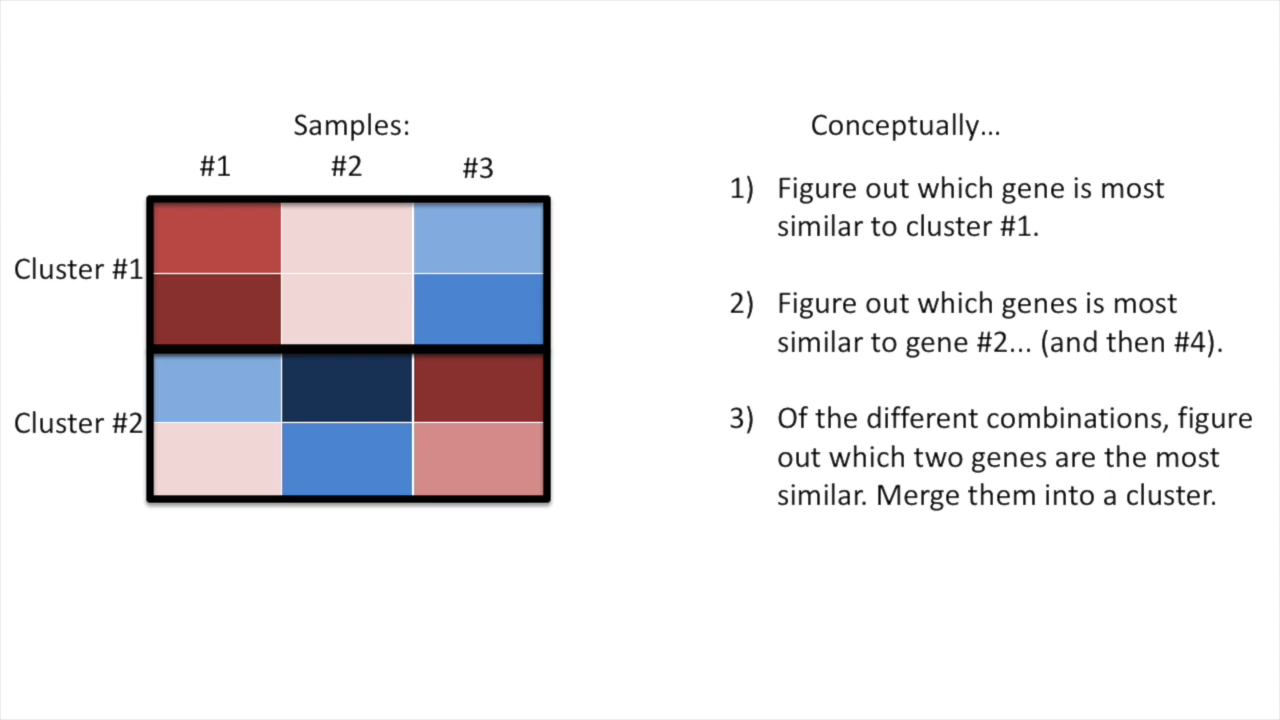 Samples:
#1 #2 #3
Cluster #1
Cluster #2
Conceptually...
1) Figure out which gene is most
similar to cluster #1.
2) Figure out which genes is most
similar to gene #2... (and then #4).
3) Of the different combinations, figure
out which two genes are the most
similar. Merge them into a cluster.